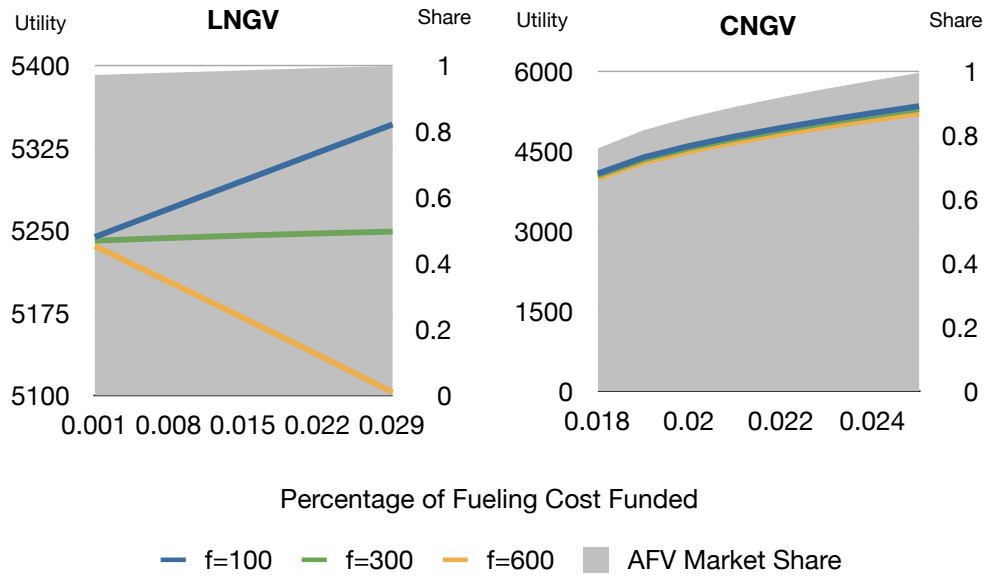 LNGV
Utility
Share
5400
5325
5250
5175
5100
1
0.8
0.6
0.4
0.2
0
0.001 0.008 0.015 0.022 0.029
CNGV
Utility
Share
6000
4500
3000
1500
0
1
0.8
0.6
0.4
0.2
0
0.018 0.02 0.022 0.024
Percentage of Fueling Cost Funded
f=100 f=300 f=600 AFV Market Share